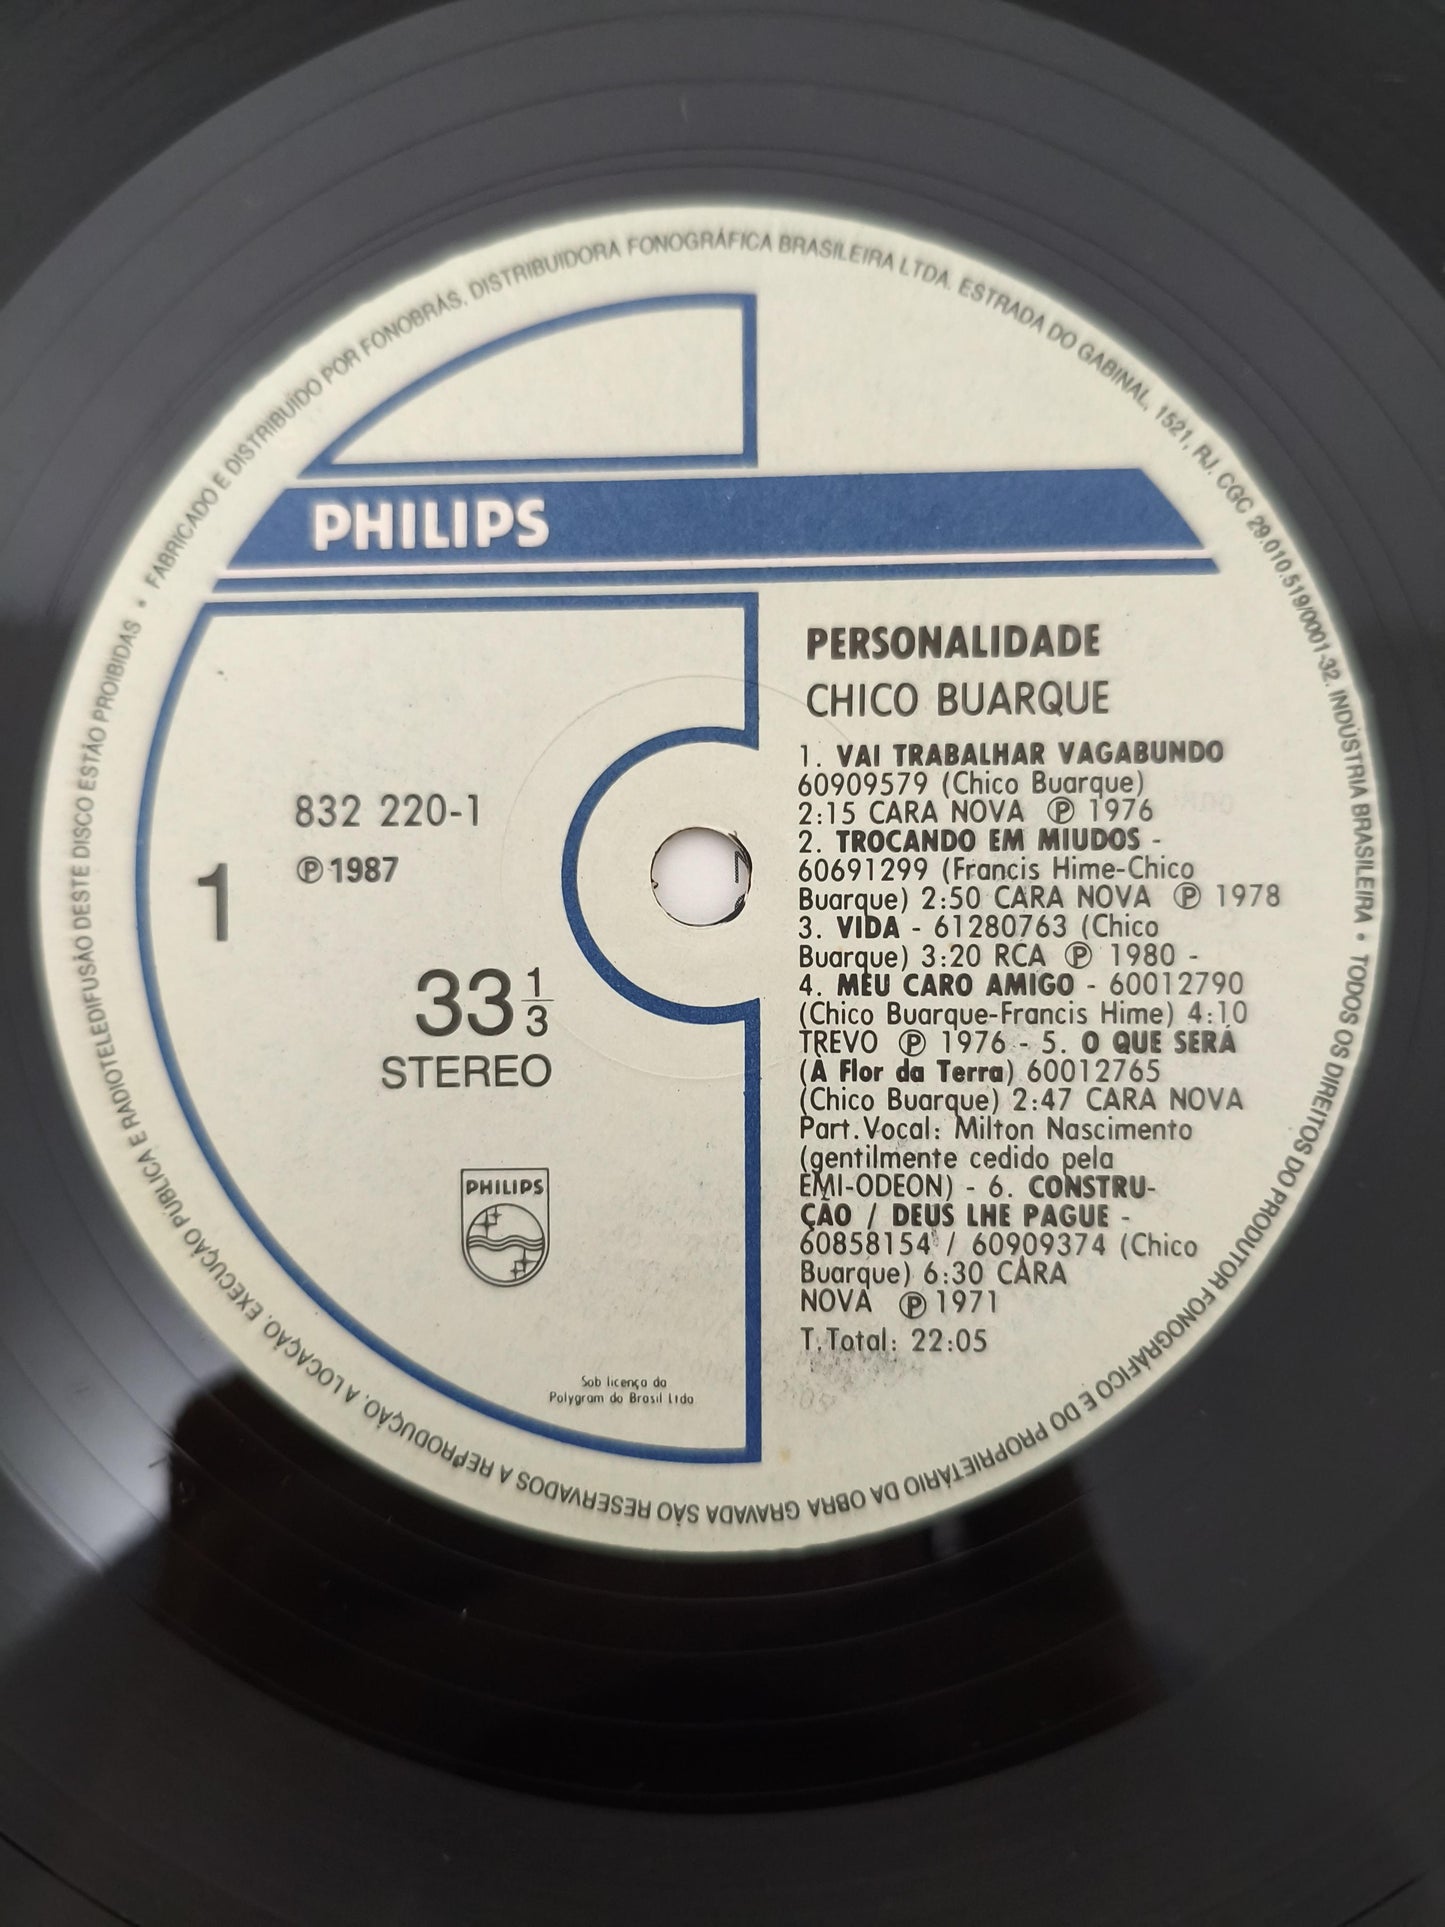 FABRICADO E DISTRIBUÍDO POR FONOBRÁS, DISTRIBUIDORA FONOGRÁFICA BRASILEIRA LTDA. ESTRADA DO GABINAL, 1521, RJ. CGC 29.010.519/0001-32. INDÚSTRIA BRASILEIRA • TODOS OS DIREITOS DO PRODUTOR FONOGRÁFICO E DO PROPRIETÁRIO DA OBRA GRAVADA SÃO RESERVADOS A REPRODUÇÃO, A LOCAÇÃO, EXECUÇÃO PÚBLICA E RADIOTELEDIFUSÃO DESTE DISCO ESTÃO PROIBIDAS •
PHILIPS
832 220-1
℗ 1987
1
33 1/3
STEREO
PHILIPS
Sob licença da
Polygram do Brasil Ltda
PERSONALIDADE
CHICO BUARQUE
1. VAI TRABALHAR VAGABUNDO
60909579 (Chico Buarque)
2:15 CARA NOVA ℗ 1976
2. TROCANDO EM MIUDOS -
60691299 (Francis Hime-Chico
Buarque) 2:50 CARA NOVA ℗ 1978
3. VIDA - 61280763 (Chico
Buarque) 3:20 RCA ℗ 1980 -
4. MEU CARO AMIGO - 60012790
(Chico Buarque-Francis Hime) 4:10
TREVO ℗ 1976 - 5. O QUE SERÁ
(À Flor da Terra) 60012765
(Chico Buarque) 2:47 CARA NOVA
Part.Vocal: Milton Nascimento
(gentilmente cedido pela
EMI-ODEON) - 6. CONSTRU-
ÇÃO / DEUS LHE PAGUE -
60858154 / 60909374 (Chico
Buarque) 6:30 CARA
NOVA ℗ 1971
T.Total: 22:05